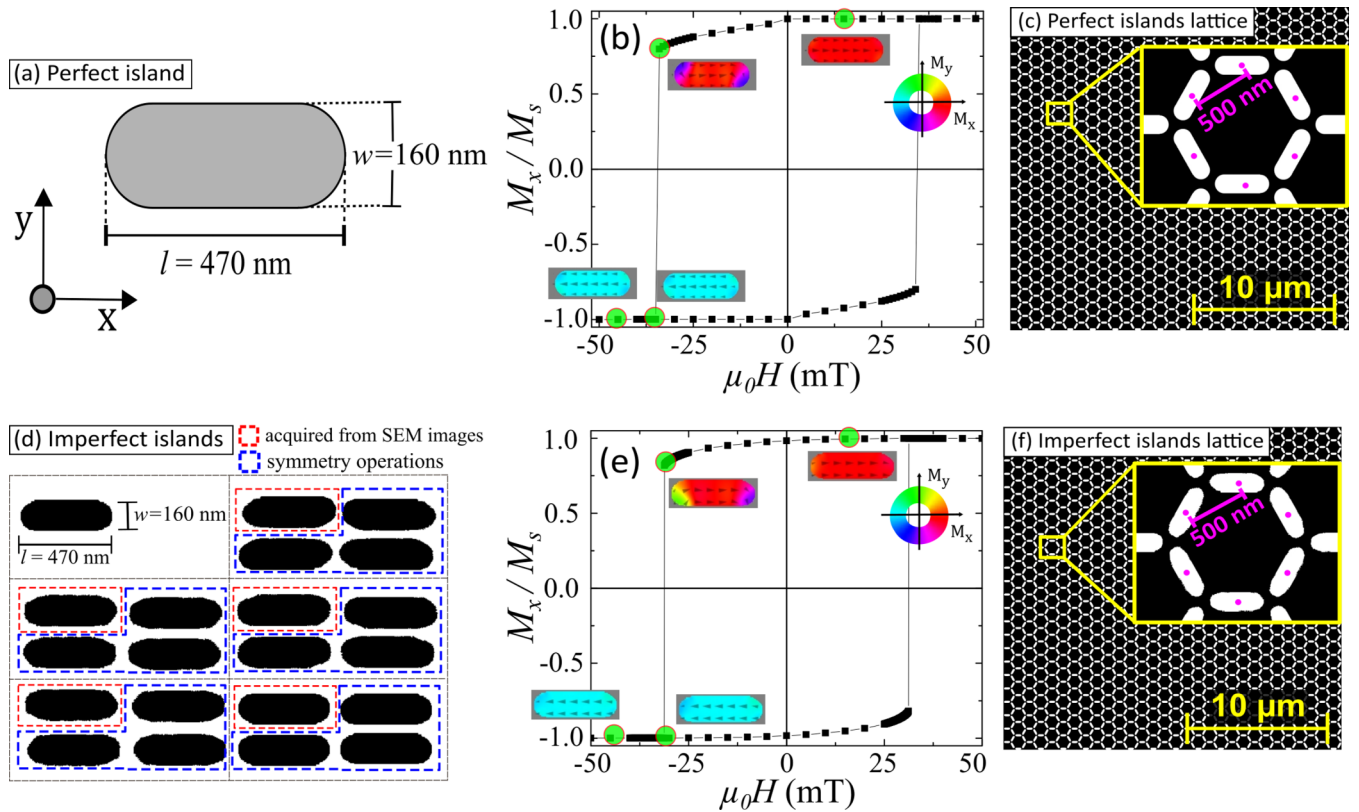 (a) Perfect island
w=160 nm
l = 470 nm
y
x
(b)
1.0
0.5
0.0
-0.5
-1.0
M_x / M_s
-50
-25
0
25
50
μ₀H (mT)
M_y
M_x
(c) Perfect islands lattice
500 nm
10 μm
(d) Imperfect islands
acquired from SEM images
symmetry operations
w=160 nm
l = 470 nm
(e)
1.0
0.5
0.0
-0.5
-1.0
M_x / M_s
-50
-25
0
25
50
μ₀H (mT)
M_y
M_x
(f) Imperfect islands lattice
500 nm
10 μm